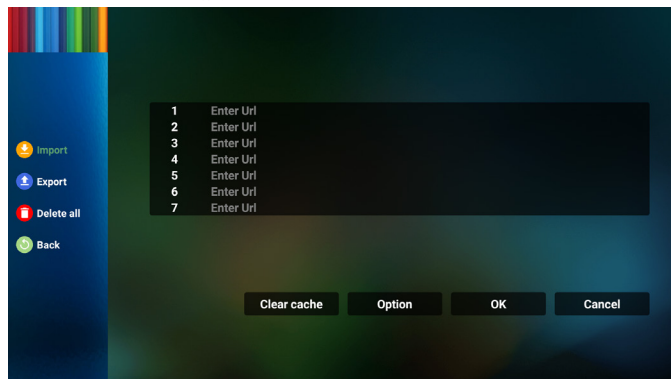 Import
Export
Delete all
Back
1 Enter Url
2 Enter Url
3 Enter Url
4 Enter Url
5 Enter Url
6 Enter Url
7 Enter Url
Clear cache Option OK Cancel